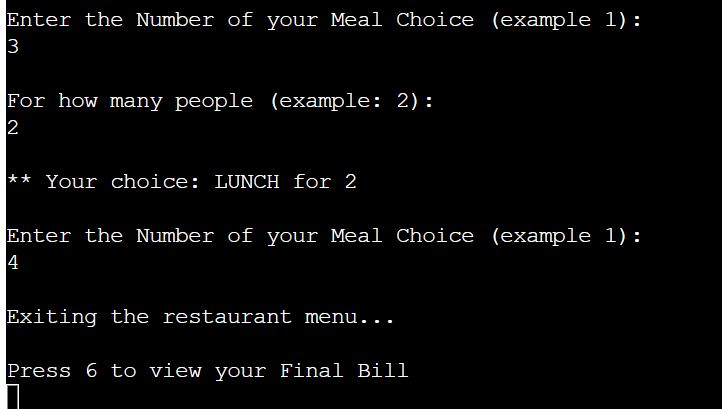 Enter the Number of your Meal Choice (example 1):
3
For how many people (example: 2):
2
** Your choice: LUNCH for 2
Enter the Number of your Meal Choice (example 1):
4
Exiting the restaurant menu...
Press 6 to view your Final Bill